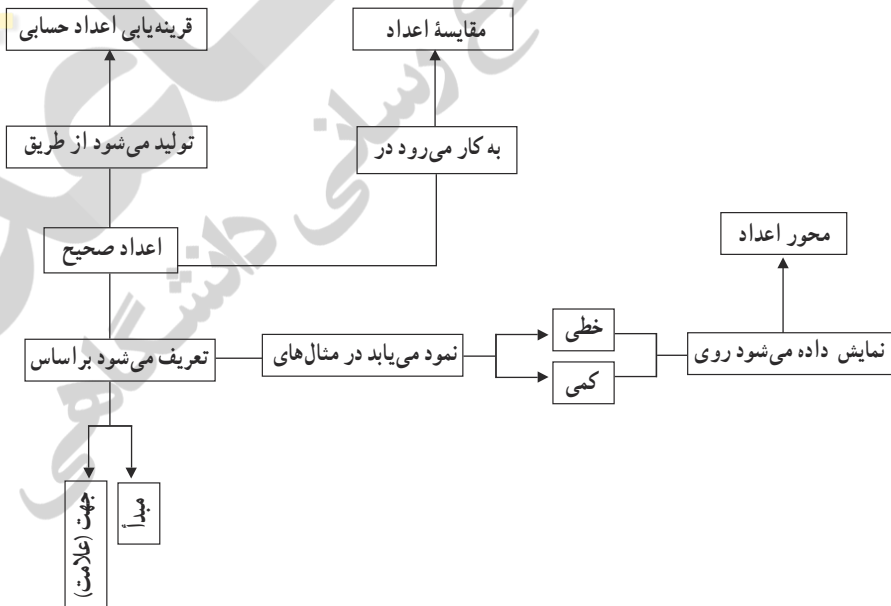 مقایسهٔ اعداد
قرینه‌یابی اعداد حسابی
به کار می‌رود در
تولید می‌شود از طریق
اعداد صحیح
محور اعداد
تعریف می‌شود براساس
نمود می‌یابد در مثال‌های
خطی
کمی
نمایش داده می‌شود روی
مبدأ
جهت (علامت)
رسانی دانشگاهی